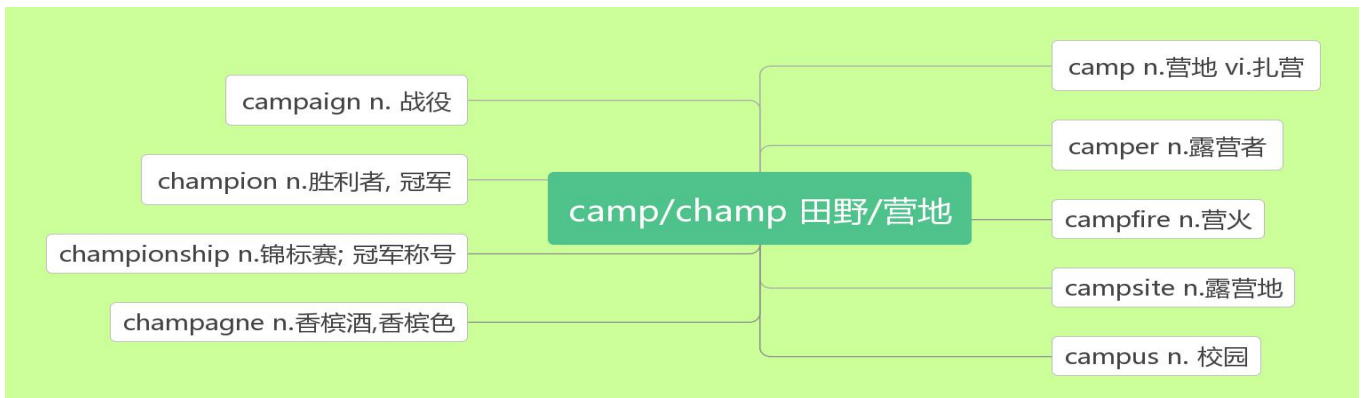 camp/champ 田野/营地
camp n.营地 vi.扎营
camper n.露营者
campfire n.营火
campsite n.露营地
campus n. 校园
campaign n. 战役
champion n.胜利者, 冠军
championship n.锦标赛; 冠军称号
champagne n.香槟酒,香槟色